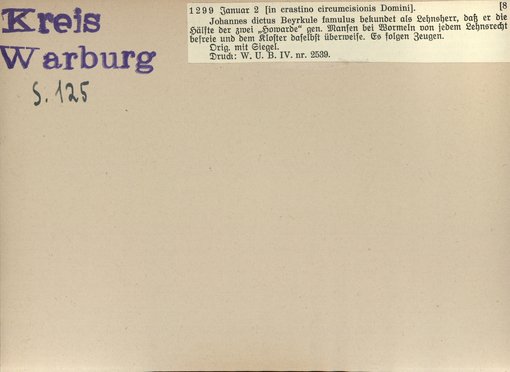 Kreis
Warburg
S. 125
1299 Januar 2 [in crastino circumcisionis Domini]. [8
Johannes dictus Beyrkule famulus bekundet als Lehnsherr, daß er die
Hälfte der zwei „Howarde“ gen. Mansen bei Wormeln von jedem Lehnsrecht
befreie und dem Kloster daselbst überweise. Es folgen Zeugen.
Orig. mit Siegel.
Druck: W. U. B. IV. nr. 2539.